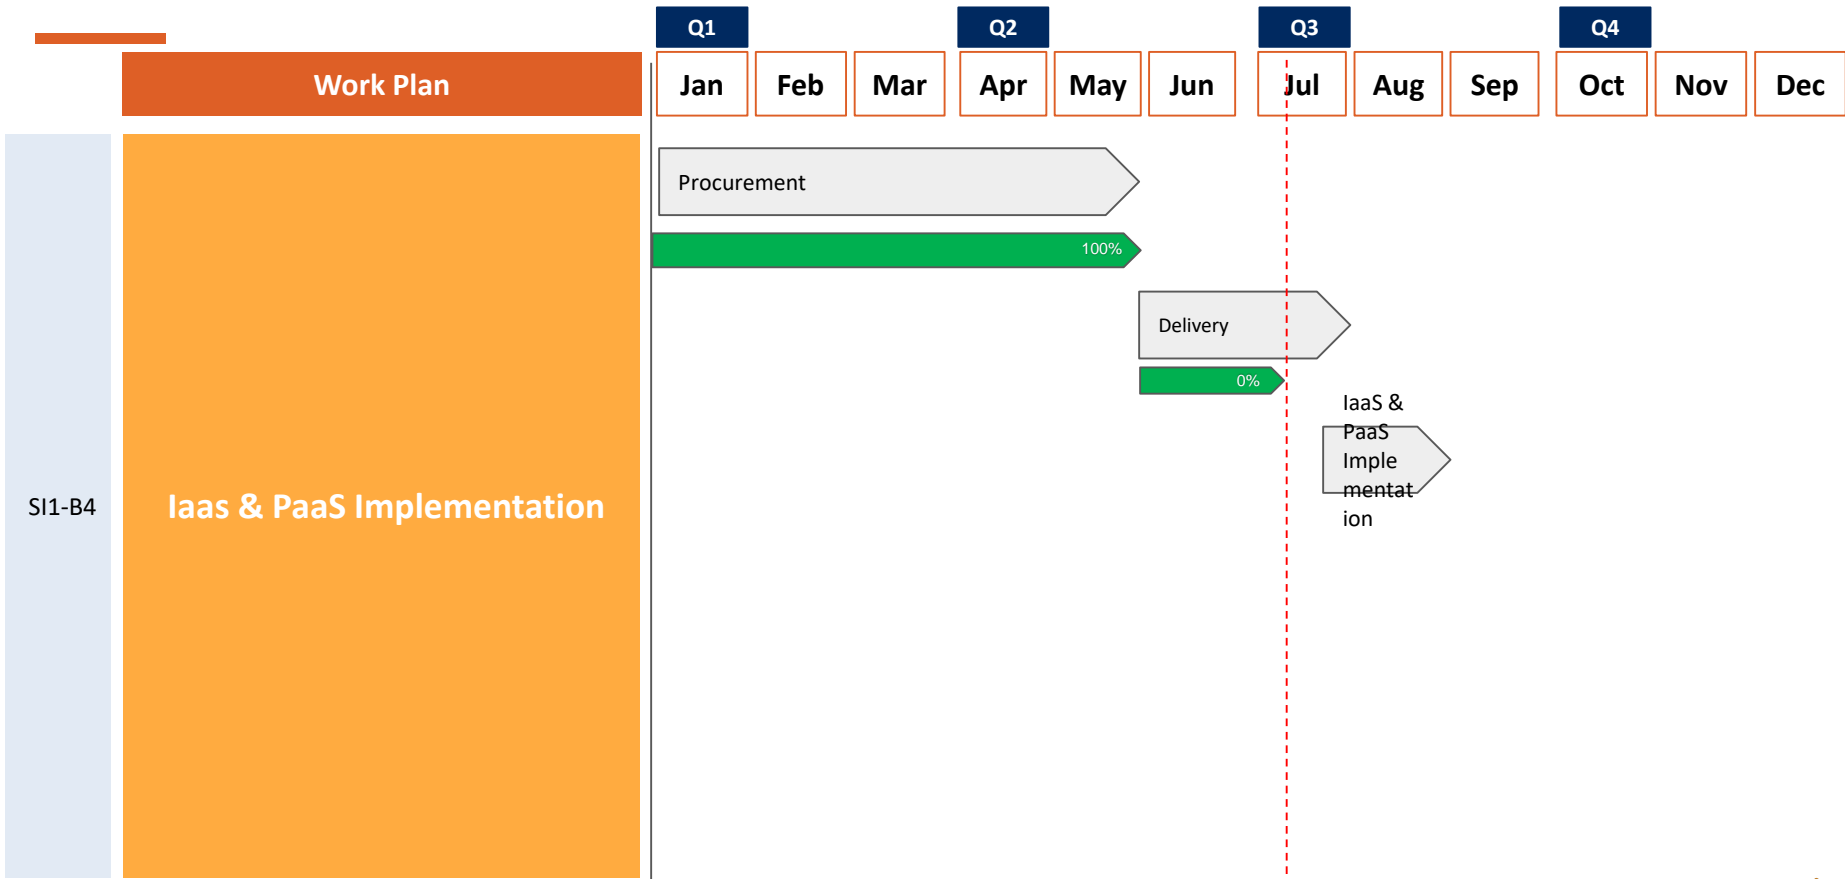 Q1 Q2 Q3 Q4
Work Plan Jan Feb Mar Apr May Jun Jul Aug Sep Oct Nov Dec
Procurement
100%
Delivery
0%
IaaS &
PaaS
Imple
mentat
ion
SI1-B4
Iaas & PaaS Implementation